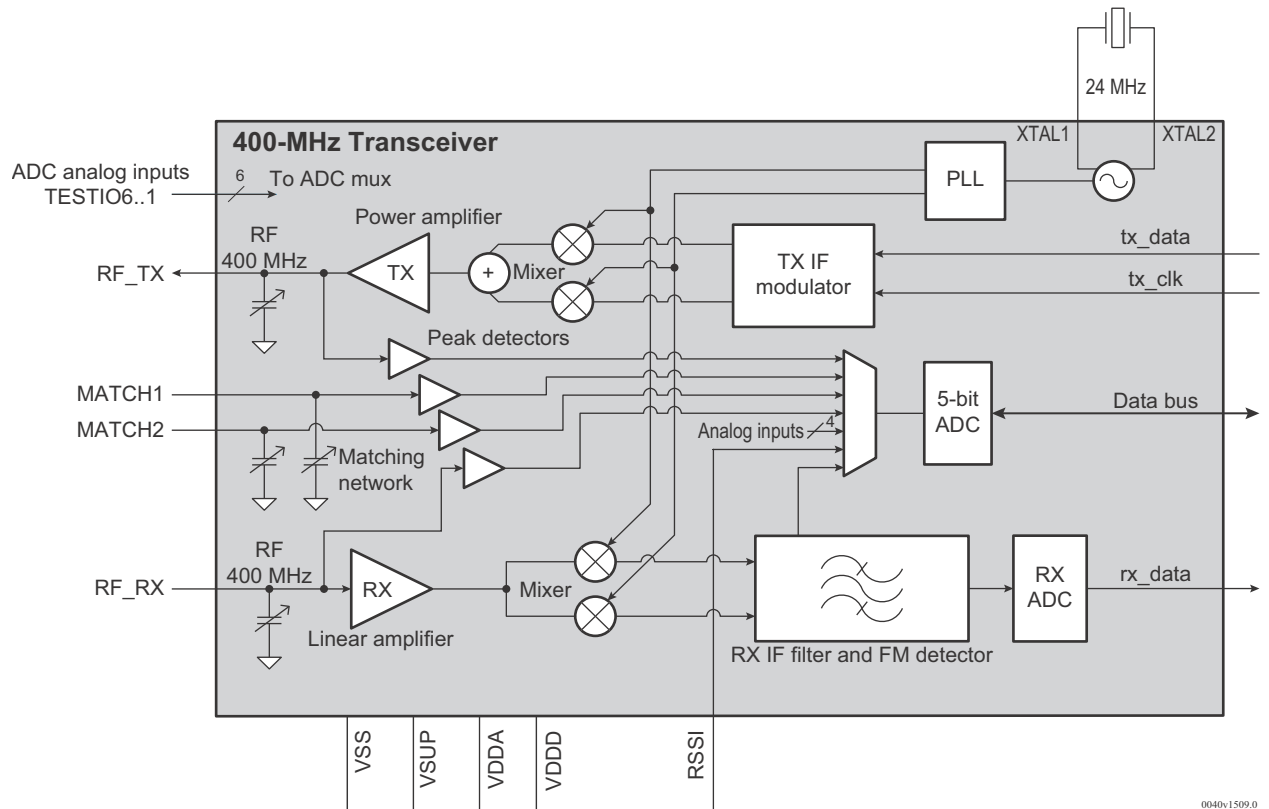 24 MHz
XTAL1
XTAL2
400-MHz Transceiver
ADC analog inputs
TESTIO6..1
6
To ADC mux
PLL
Power amplifier
RF
400 MHz
RF_TX
TX
+
Mixer
TX IF
modulator
tx_data
tx_clk
Peak detectors
MATCH1
MATCH2
Matching
network
Analog inputs
4
5-bit
ADC
Data bus
RF
400 MHz
RF_RX
RX
Linear amplifier
Mixer
RX IF filter and FM detector
RX
ADC
rx_data
VSS
VSUP
VDDA
VDDD
RSSI
0040v1509.0